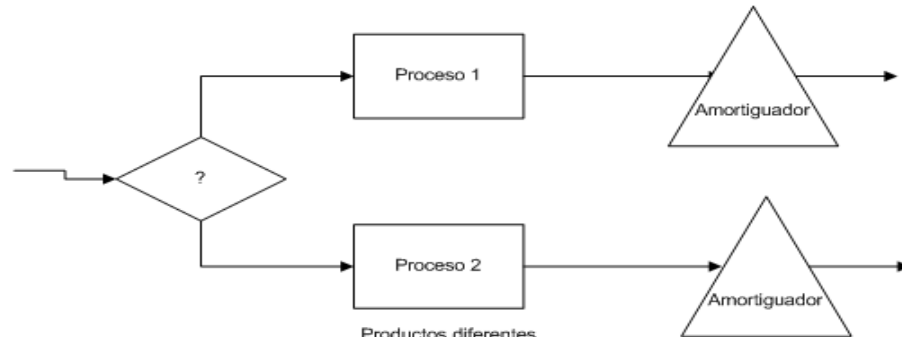 Proceso 1
Amortiguador
?
Proceso 2
Amortiguador
Productos diferentes